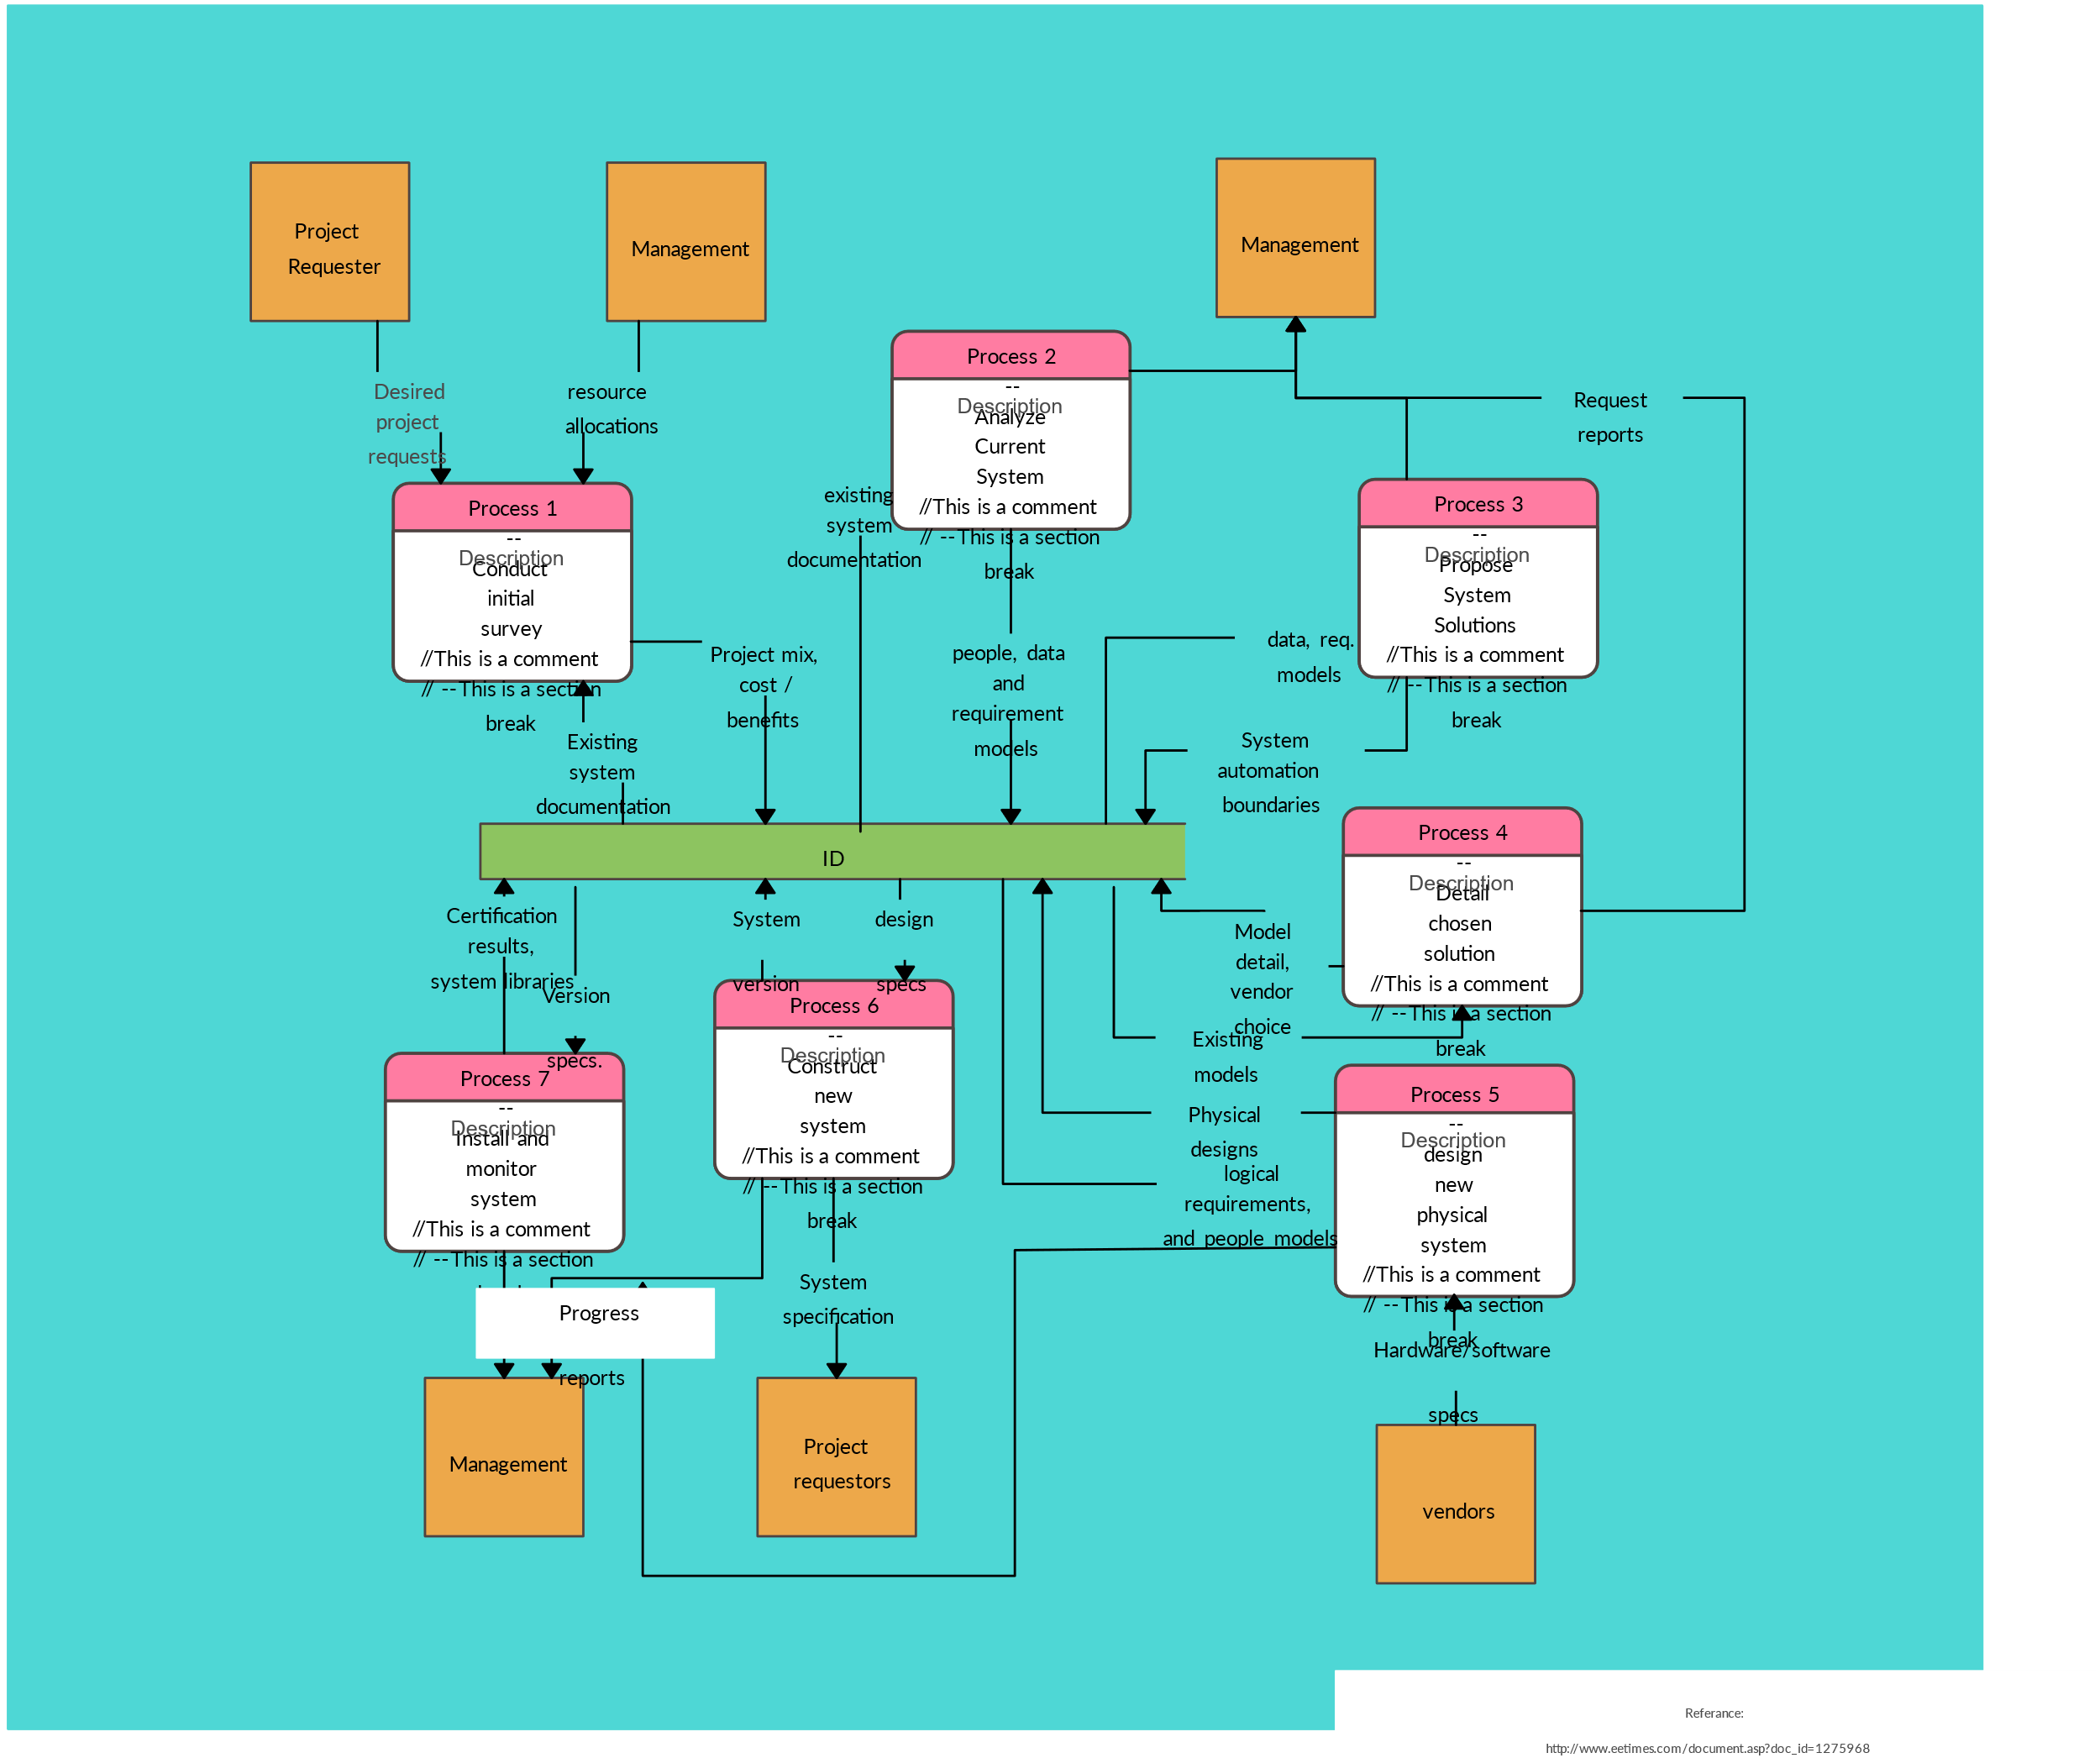 Project
Requester
Management
Management
Desired
project
requests
resource
allocations
Process 2
--
Description
Analyze
Current
System
//This is a comment
// --This is a section
break
Request
reports
Process 1
--
Description
Conduct
initial
survey
//This is a comment
// --This is a section
break
existing
system
documentation
Process 3
--
Description
Propose
System
Solutions
//This is a comment
// --This is a section
break
Project mix,
cost /
benefits
people, data
and
requirement
models
data, req.
models
Existing
system
documentation
System
automation
boundaries
ID
Process 4
--
Description
Detail
chosen
solution
//This is a comment
// --This is a section
break
Certification
results,
system libraries
Version
specs.
System
version
design
specs
Model
detail,
vendor
choice
Existing
models
Physical
designs
logical
requirements,
and people models
Process 7
--
Description
Install and
monitor
system
//This is a comment
// --This is a section
Process 6
--
Description
Construct
new
system
//This is a comment
// --This is a section
break
Process 5
--
Description
design
new
physical
system
//This is a comment
// --This is a section
break
Progress
reports
System
specification
Hardware/software
specs
Management
Project
requestors
vendors
Referance:
http://www.eetimes.com/document.asp?doc_id=1275968